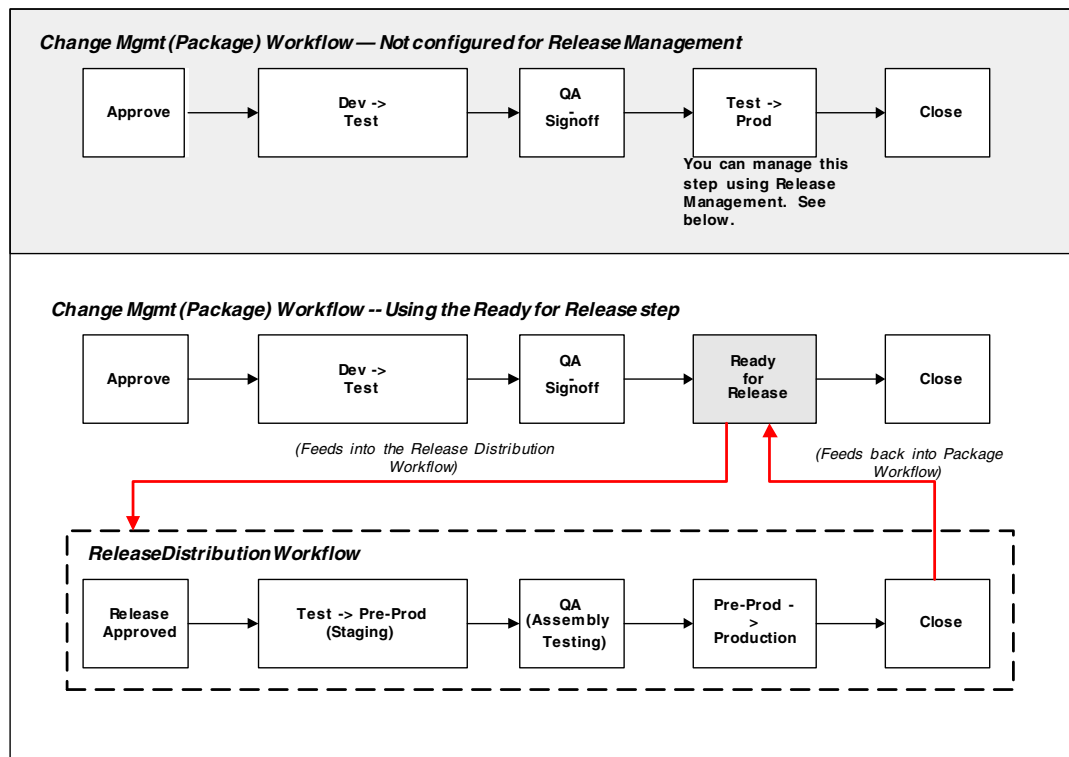 Change Mgmt (Package) Workflow — Not configured for Release Management
Approve
Dev ->
Test
QA
-
Signoff
Test ->
Prod
Close
You can manage this
step using Release
Management. See
below.
Change Mgmt (Package) Workflow -- Using the Ready for Release step
Approve
Dev ->
Test
QA
-
Signoff
Ready
for
Release
Close
(Feeds into the Release Distribution
Workflow)
(Feeds back into Package
Workflow)
Release Distribution Workflow
Release
Approved
Test -> Pre-Prod
(Staging)
QA
(Assembly
Testing)
Pre-Prod -
>
Production
Close